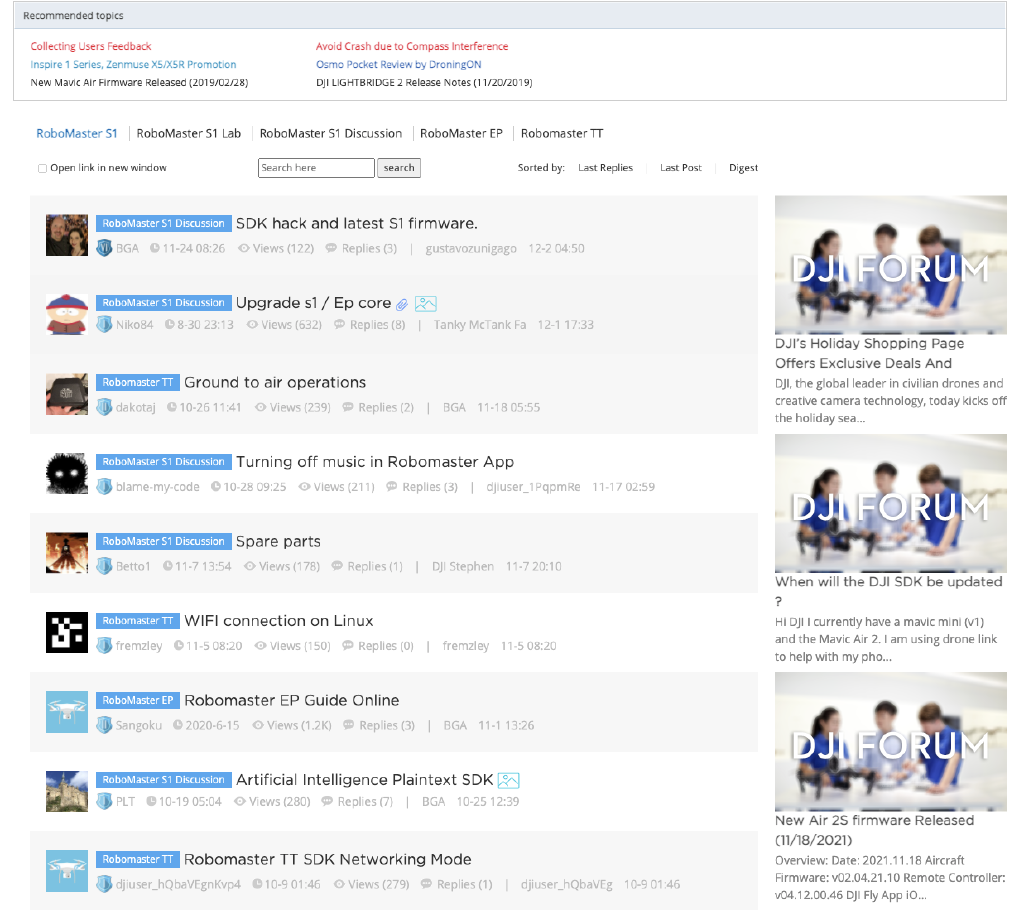 Recommended topics
Collecting Users Feedback
Avoid Crash due to Compass Interference
Inspire 1 Series, Zenmuse X5/X5R Promotion
Osmo Pocket Review by DroningON
New Mavic Air Firmware Released (2019/02/28)
DJI LIGHTBRIDGE 2 Release Notes (11/20/2019)
RoboMaster S1 | RoboMaster S1 Lab | RoboMaster S1 Discussion | RoboMaster EP | Robomaster TT
Open link in new window
Search here
search
Sorted by: Last Replies | Last Post | Digest
RoboMaster S1 Discussion SDK hack and latest S1 firmware.
VI BGA 11-24 08:26 Views (122) Replies (3) | gustavozunigago 12-2 04:50
RoboMaster S1 Discussion Upgrade s1 / Ep core
Niko84 8-30 23:13 Views (632) Replies (8) | Tanky McTank Fa 12-1 17:33
Robomaster TT Ground to air operations
dakotaj 10-26 11:41 Views (239) Replies (2) | BGA 11-18 05:55
RoboMaster S1 Discussion Turning off music in Robomaster App
blame-my-code 10-28 09:25 Views (211) Replies (3) | djiuser_1PqpmRe 11-17 02:59
RoboMaster S1 Discussion Spare parts
Betto1 11-7 13:54 Views (178) Replies (1) | DJI Stephen 11-7 20:10
Robomaster TT WIFI connection on Linux
fremzley 11-5 08:20 Views (150) Replies (0) | fremzley 11-5 08:20
RoboMaster EP Robomaster EP Guide Online
Sangoku 2020-6-15 Views (1.2K) Replies (3) | BGA 11-1 13:26
RoboMaster S1 Discussion Artificial Intelligence Plaintext SDK
PLT 10-19 05:04 Views (280) Replies (7) | BGA 10-25 12:39
Robomaster TT Robomaster TT SDK Networking Mode
djiuser_hQbaVEgnKvp4 10-9 01:46 Views (279) Replies (1) | djiuser_hQbaVEg 10-9 01:46
DJI FORUM
DJI's Holiday Shopping Page
Offers Exclusive Deals And
DJI, the global leader in civilian drones and
creative camera technology, today kicks off
the holiday sea...
DJI FORUM
When will the DJI SDK be updated
?
Hi DJI I currently have a mavic mini (v1)
and the Mavic Air 2. I am using drone link
to help with my pho...
DJI FORUM
New Air 2S firmware Released
(11/18/2021)
Overview: Date: 2021.11.18 Aircraft
Firmware: v02.04.21.10 Remote Controller:
v04.12.00.46 DJI Fly App iO...